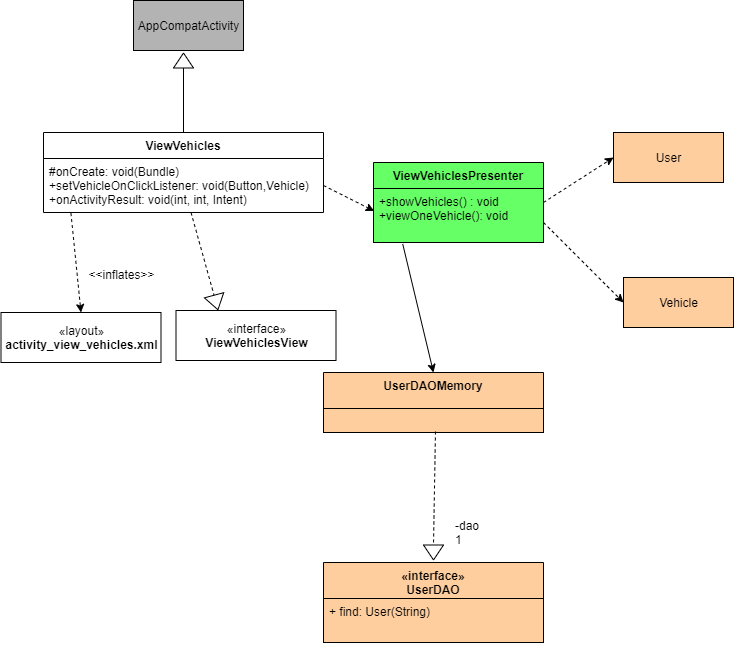 AppCompatActivity
ViewVehicles
#onCreate: void(Bundle)
+setVehicleOnClickListener: void(Button,Vehicle)
+onActivityResult: void(int, int, Intent)
ViewVehiclesPresenter
+showVehicles() : void
+viewOneVehicle(): void
User
Vehicle
<<inflates>>
«layout»
activity_view_vehicles.xml
«interface»
ViewVehiclesView
UserDAOMemory
-dao
1
«interface»
UserDAO
+ find: User(String)